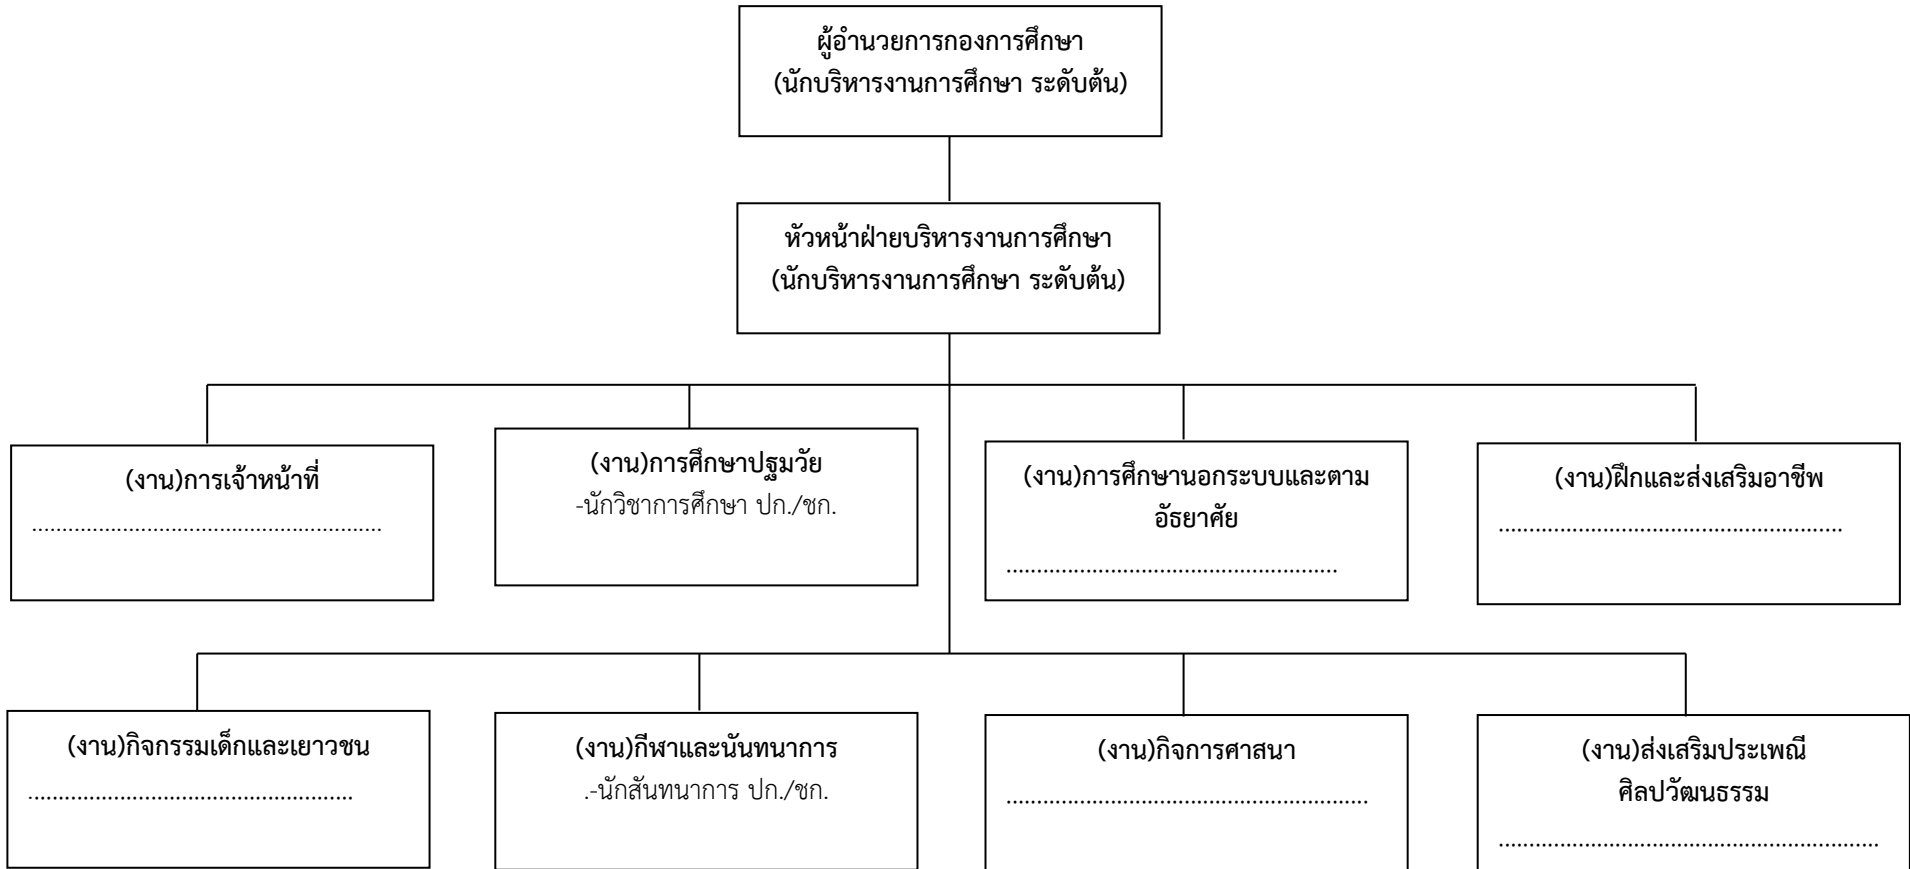 ผู้อำนวยการกองการศึกษา
(นักบริหารงานการศึกษา ระดับต้น)
หัวหน้าฝ่ายบริหารงานการศึกษา
(นักบริหารงานการศึกษา ระดับต้น)
(งาน)การเจ้าหน้าที่
..........................................................
(งาน)การศึกษาปฐมวัย
-นักวิชาการศึกษา ปก./ชก.
(งาน)การศึกษานอกระบบและตาม
อัธยาศัย
.......................................................
(งาน)ฝึกและส่งเสริมอาชีพ
.........................................................
(งาน)กิจกรรมเด็กและเยาวชน
......................................................
(งาน)กีฬาและนันทนาการ
.-นักสันทนาการ ปก./ชก.
(งาน)กิจการศาสนา
............................................................
(งาน)ส่งเสริมประเพณี
ศิลปวัฒนธรรม
...............................................................